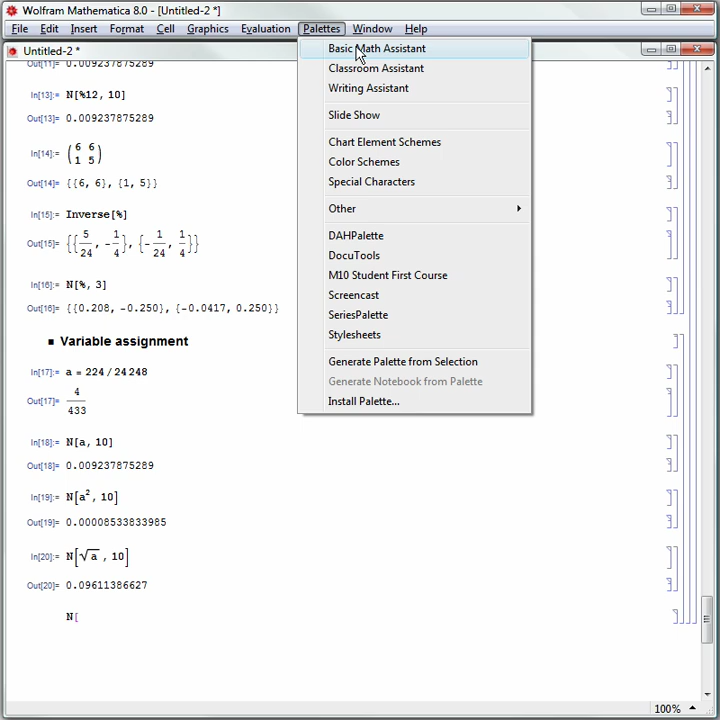 Wolfram Mathematica 8.0 - [Untitled-2 *]
File Edit Insert Format Cell Graphics Evaluation Palettes Window Help
Untitled-2 *
Basic Math Assistant
Classroom Assistant
Writing Assistant
Slide Show
Chart Element Schemes
Color Schemes
Special Characters
Other
DAHPalette
DocuTools
M10 Student First Course
Screencast
SeriesPalette
Stylesheets
Generate Palette from Selection
Generate Notebook from Palette
Install Palette...
Out[11]= 0.009237875289
In[13]:= N[%12, 10]
Out[13]= 0.009237875289
In[14]:= (6 6
1 5)
Out[14]= {{6, 6}, {1, 5}}
In[15]:= Inverse[%]
Out[15]= {{5/24, -1/4}, {-1/24, 1/4}}
In[16]:= N[%, 3]
Out[16]= {{0.208, -0.250}, {-0.0417, 0.250}}
■ Variable assignment
In[17]:= a = 224 / 24 248
Out[17]= 4/433
In[18]:= N[a, 10]
Out[18]= 0.009237875289
In[19]:= N[a², 10]
Out[19]= 0.00008533833985
In[20]:= N[√a, 10]
Out[20]= 0.09611386627
N[
100%